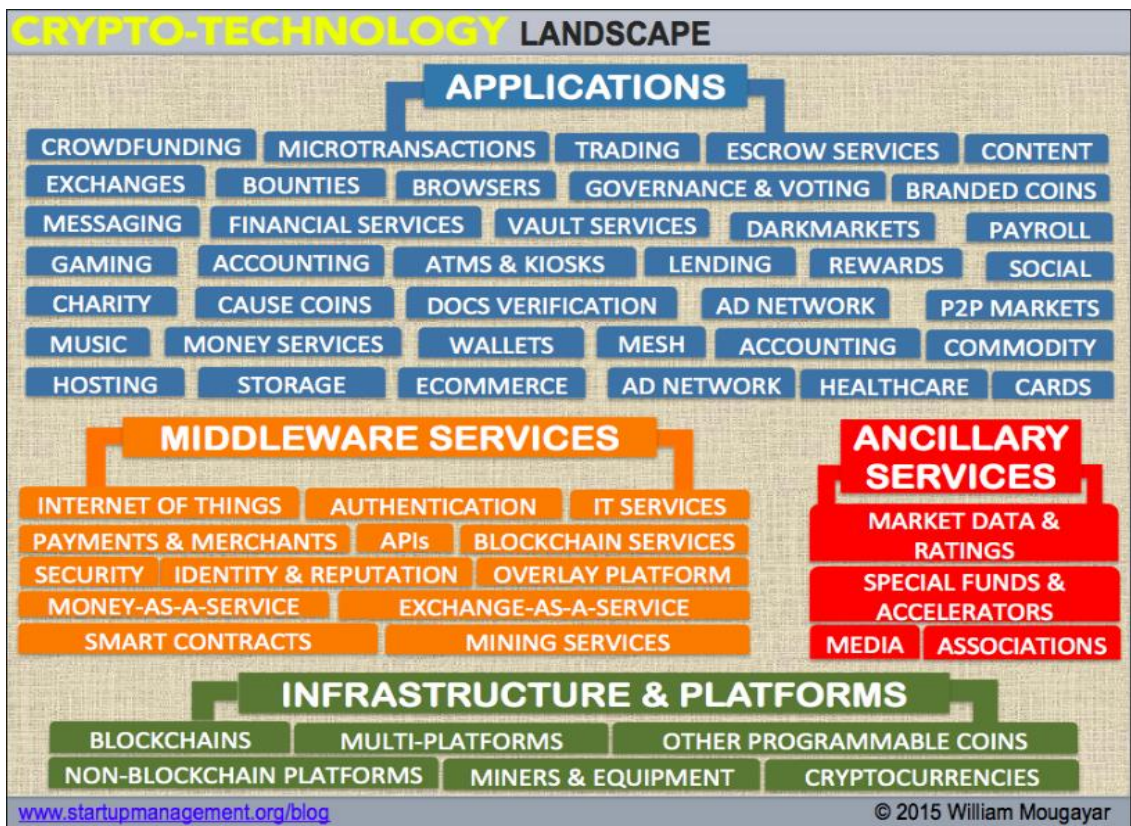 CRYPTO-TECHNOLOGY LANDSCAPE
APPLICATIONS
CROWDFUNDING MICROTRANSACTIONS TRADING ESCROW SERVICES CONTENT
EXCHANGES BOUNTIES BROWSERS GOVERNANCE & VOTING BRANDED COINS
MESSAGING FINANCIAL SERVICES VAULT SERVICES DARKMARKETS PAYROLL
GAMING ACCOUNTING ATMS & KIOSKS LENDING REWARDS SOCIAL
CHARITY CAUSE COINS DOCS VERIFICATION AD NETWORK P2P MARKETS
MUSIC MONEY SERVICES WALLETS MESH ACCOUNTING COMMODITY
HOSTING STORAGE ECOMMERCE AD NETWORK HEALTHCARE CARDS
MIDDLEWARE SERVICES
INTERNET OF THINGS AUTHENTICATION IT SERVICES
PAYMENTS & MERCHANTS APIs BLOCKCHAIN SERVICES
SECURITY IDENTITY & REPUTATION OVERLAY PLATFORM
MONEY-AS-A-SERVICE EXCHANGE-AS-A-SERVICE
SMART CONTRACTS MINING SERVICES
ANCILLARY
SERVICES
MARKET DATA &
RATINGS
SPECIAL FUNDS &
ACCELERATORS
MEDIA ASSOCIATIONS
INFRASTRUCTURE & PLATFORMS
BLOCKCHAINS MULTI-PLATFORMS OTHER PROGRAMMABLE COINS
NON-BLOCKCHAIN PLATFORMS MINERS & EQUIPMENT CRYPTOCURRENCIES
www.startupmanagement.org/blog © 2015 William Mougayar